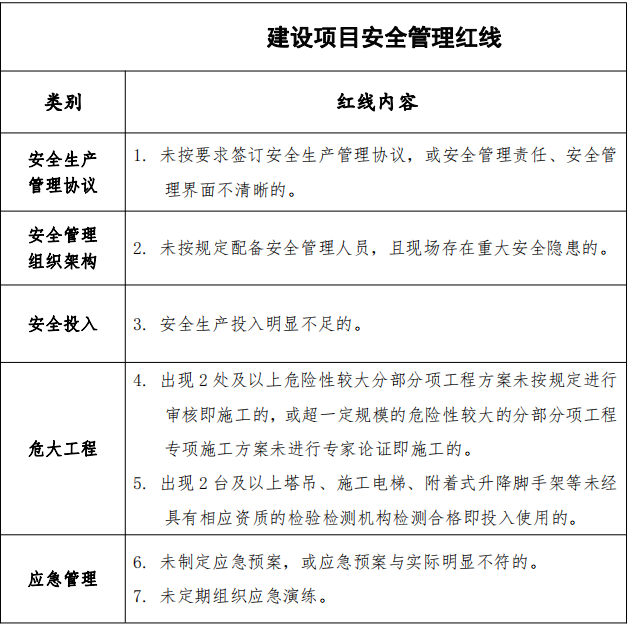 建设项目安全管理红线
类别
红线内容
安全生产
管理协议
1. 未按要求签订安全生产管理协议，或安全管理责任、安全管
理界面不清晰的。
安全管理
组织架构
2. 未按规定配备安全管理人员，且现场存在重大安全隐患的。
安全投入
3. 安全生产投入明显不足的。
危大工程
4. 出现2处及以上危险性较大分部分项工程方案未按规定进行
审核即施工的，或超一定规模的危险性较大的分部分项工程
专项施工方案未进行专家论证即施工的。
5. 出现2台及以上塔吊、施工电梯、附着式升降脚手架等未经
具有相应资质的检验检测机构检测合格即投入使用的。
应急管理
6. 未制定应急预案，或应急预案与实际明显不符的。
7. 未定期组织应急演练。